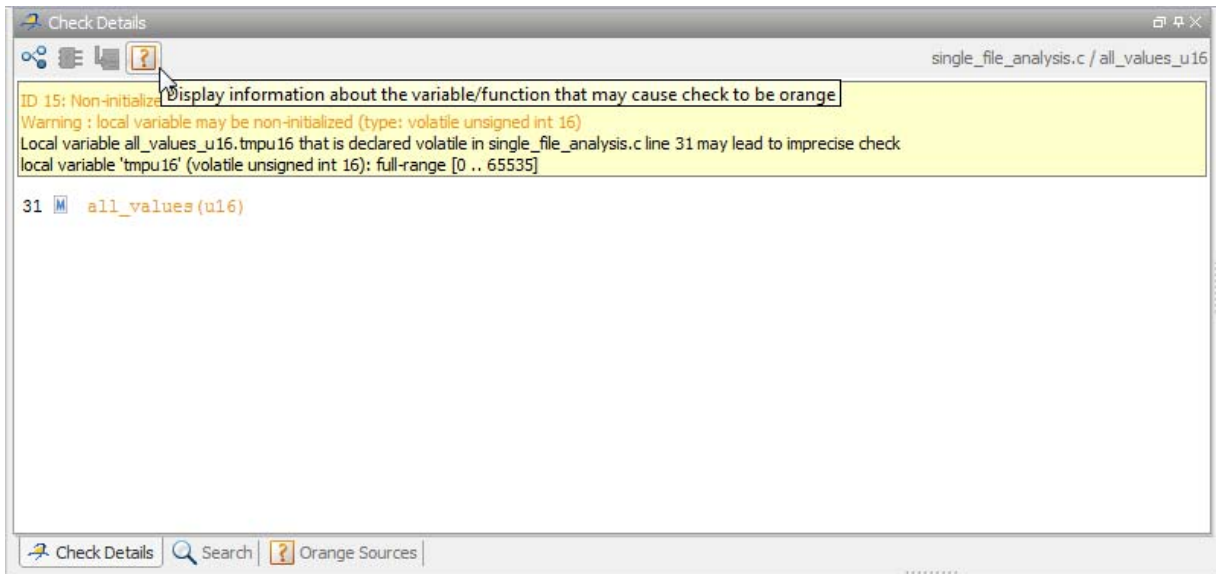 Check Details
single_file_analysis.c / all_values_u16
Display information about the variable/function that may cause check to be orange
ID 15: Non-initialize
Warning : local variable may be non-initialized (type: volatile unsigned int 16)
Local variable all_values_u16.tmpu16 that is declared volatile in single_file_analysis.c line 31 may lead to imprecise check
local variable 'tmpu16' (volatile unsigned int 16): full-range [0 .. 65535]
31 M all_values(u16)
Check Details Search ? Orange Sources